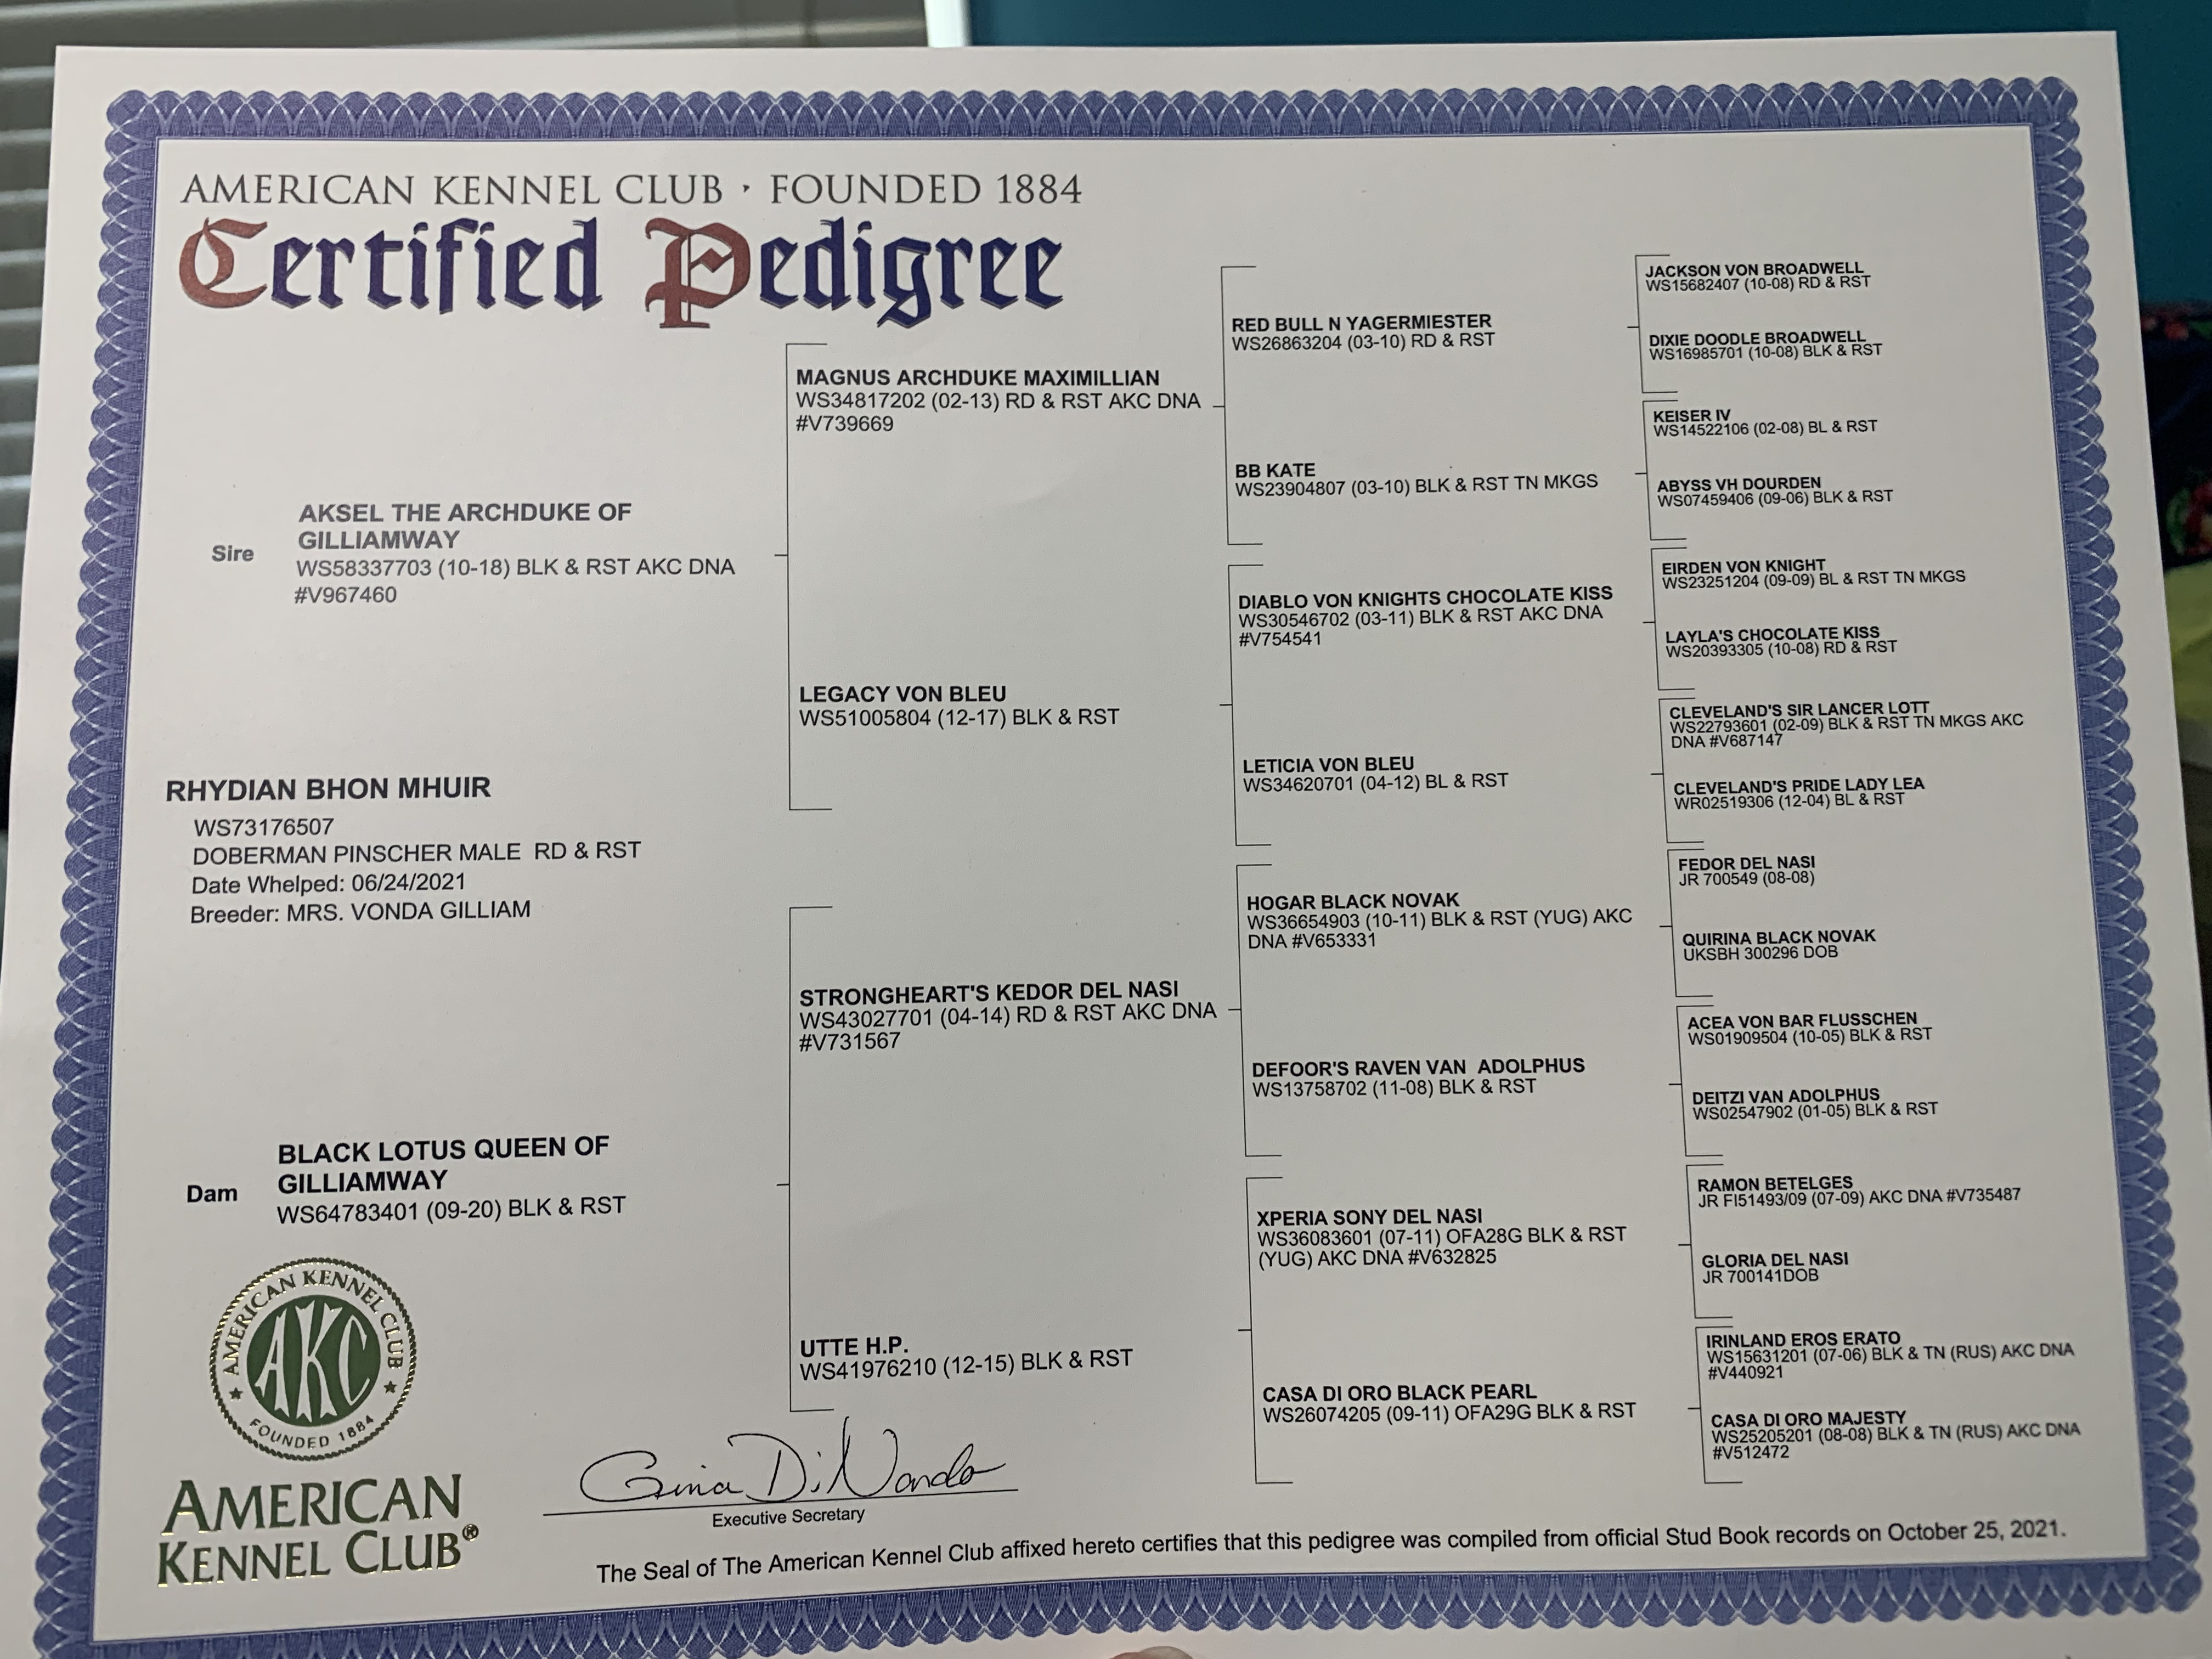 AMERICAN KENNEL CLUB · FOUNDED 1884
Certified Pedigree
Sire
AKSEL THE ARCHDUKE OF
GILLIAMWAY
WS58337703 (10-18) BLK & RST AKC DNA
#V967460
RHYDIAN BHON MHUIR
WS73176507
DOBERMAN PINSCHER MALE RD & RST
Date Whelped: 06/24/2021
Breeder: MRS. VONDA GILLIAM
Dam
BLACK LOTUS QUEEN OF
GILLIAMWAY
WS64783401 (09-20) BLK & RST
MAGNUS ARCHDUKE MAXIMILLIAN
WS34817202 (02-13) RD & RST AKC DNA
#V739669
LEGACY VON BLEU
WS51005804 (12-17) BLK & RST
STRONGHEART'S KEDOR DEL NASI
WS43027701 (04-14) RD & RST AKC DNA
#V731567
UTTE H.P.
WS41976210 (12-15) BLK & RST
RED BULL N YAGERMIESTER
WS26863204 (03-10) RD & RST
BB KATE
WS23904807 (03-10) BLK & RST TN MKGS
DIABLO VON KNIGHTS CHOCOLATE KISS
WS30546702 (03-11) BLK & RST AKC DNA
#V754541
LETICIA VON BLEU
WS34620701 (04-12) BL & RST
HOGAR BLACK NOVAK
WS36654903 (10-11) BLK & RST (YUG) AKC
DNA #V653331
DEFOOR'S RAVEN VAN ADOLPHUS
WS13758702 (11-08) BLK & RST
XPERIA SONY DEL NASI
WS36083601 (07-11) OFA28G BLK & RST
(YUG) AKC DNA #V632825
CASA DI ORO BLACK PEARL
WS26074205 (09-11) OFA29G BLK & RST
JACKSON VON BROADWELL
WS15682407 (10-08) RD & RST
DIXIE DOODLE BROADWELL
WS16985701 (10-08) BLK & RST
KEISER IV
WS14522106 (02-08) BL & RST
ABYSS VH DOURDEN
WS07459406 (09-06) BLK & RST
EIRDEN VON KNIGHT
WS23251204 (09-09) BL & RST TN MKGS
LAYLA'S CHOCOLATE KISS
WS20393305 (10-08) RD & RST
CLEVELAND'S SIR LANCER LOTT
WS22793601 (02-09) BLK & RST TN MKGS AKC
DNA #V687147
CLEVELAND'S PRIDE LADY LEA
WR02519306 (12-04) BL & RST
FEDOR DEL NASI
JR 700549 (08-08)
QUIRINA BLACK NOVAK
UKSBH 300296 DOB
ACEA VON BAR FLUSSCHEN
WS01909504 (10-05) BLK & RST
DEITZI VAN ADOLPHUS
WS02547902 (01-05) BLK & RST
RAMON BETELGES
JR FI51493/09 (07-09) AKC DNA #V735487
GLORIA DEL NASI
JR 700141DOB
IRINLAND EROS ERATO
WS15631201 (07-06) BLK & TN (RUS) AKC DNA
#V440921
CASA DI ORO MAJESTY
WS25205201 (08-08) BLK & TN (RUS) AKC DNA
#V512472
AMERICAN KENNEL CLUB
AKC
FOUNDED 1884
AMERICAN
KENNEL CLUB®
Gina DiNardo
Executive Secretary
The Seal of The American Kennel Club affixed hereto certifies that this pedigree was compiled from official Stud Book records on October 25, 2021.